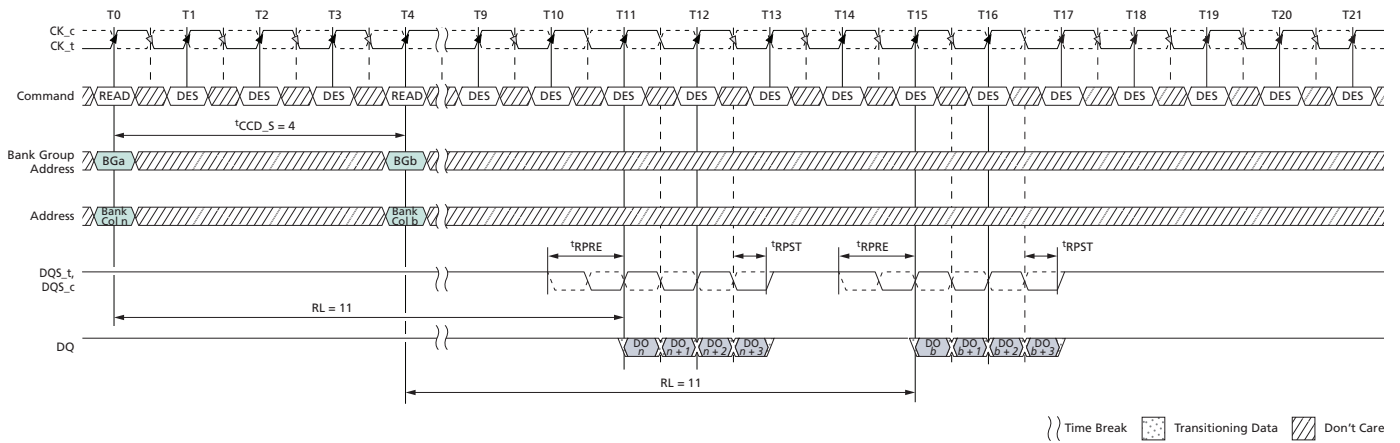 T0 T1 T2 T3 T4 T9 T10 T11 T12 T13 T14 T15 T16 T17 T18 T19 T20 T21
CK_c
CK_t
Command READ DES DES DES READ DES DES DES DES DES DES DES DES DES DES DES DES DES
tCCD_S = 4
Bank Group
Address
BGa BGb
Address
Bank
Col n
Bank
Col b
tRPRE tRPST tRPRE tRPST
DQS_t,
DQS_c
RL = 11
DQ
DO
n
DO
n + 1
DO
n + 2
DO
n + 3
DO
b
DO
b + 1
DO
b + 2
DO
b + 3
RL = 11
Time Break Transitioning Data Don't Care